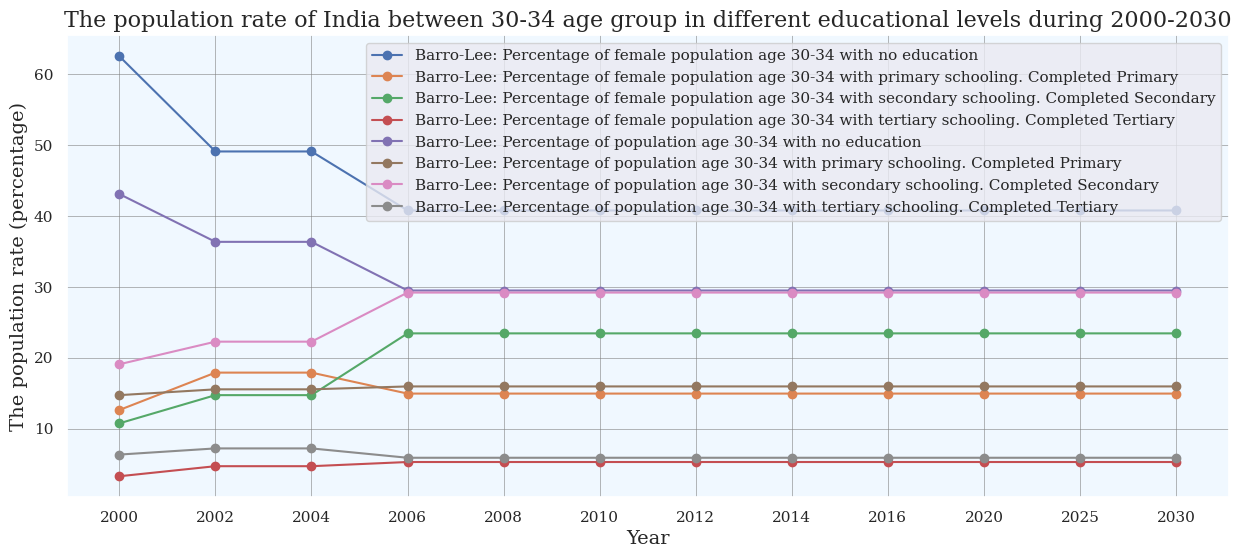 The population rate of India between 30-34 age group in different educational levels during 2000-2030
The population rate (percentage)
60
50
40
30
20
10
Barro-Lee: Percentage of female population age 30-34 with no education
Barro-Lee: Percentage of female population age 30-34 with primary schooling. Completed Primary
Barro-Lee: Percentage of female population age 30-34 with secondary schooling. Completed Secondary
Barro-Lee: Percentage of female population age 30-34 with tertiary schooling. Completed Tertiary
Barro-Lee: Percentage of population age 30-34 with no education
Barro-Lee: Percentage of population age 30-34 with primary schooling. Completed Primary
Barro-Lee: Percentage of population age 30-34 with secondary schooling. Completed Secondary
Barro-Lee: Percentage of population age 30-34 with tertiary schooling. Completed Tertiary
2000 2002 2004 2006 2008 2010 2012 2014 2016 2020 2025 2030
Year